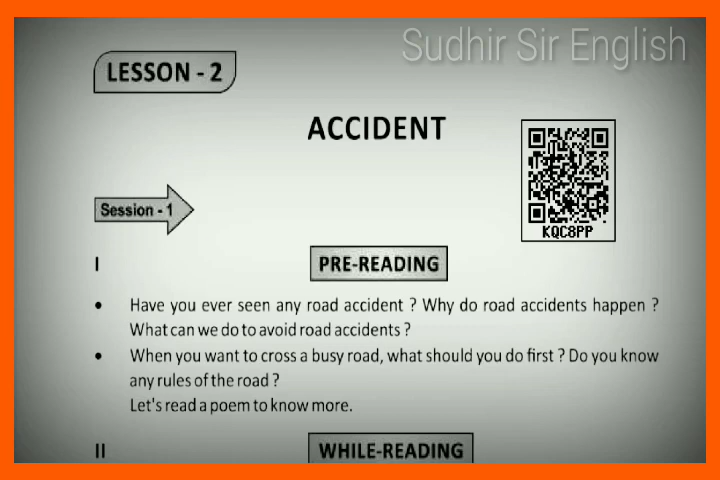 Sudhir Sir English
LESSON - 2
ACCIDENT
KQC8PP
Session - 1
I
PRE-READING
• Have you ever seen any road accident ? Why do road accidents happen ?
What can we do to avoid road accidents ?
• When you want to cross a busy road, what should you do first ? Do you know
any rules of the road ?
Let's read a poem to know more.
II
WHILE-READING